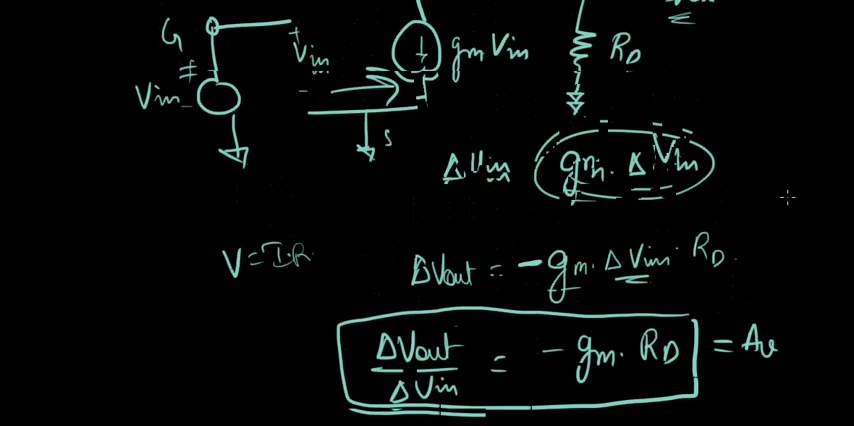 G
+
Vin
gm Vin
RD
Vin
-
S
ΔVin
gm. ΔVin
V = I.R
ΔVout = - gm. ΔVin. RD.
ΔVout / ΔVin = - gm. RD = Av